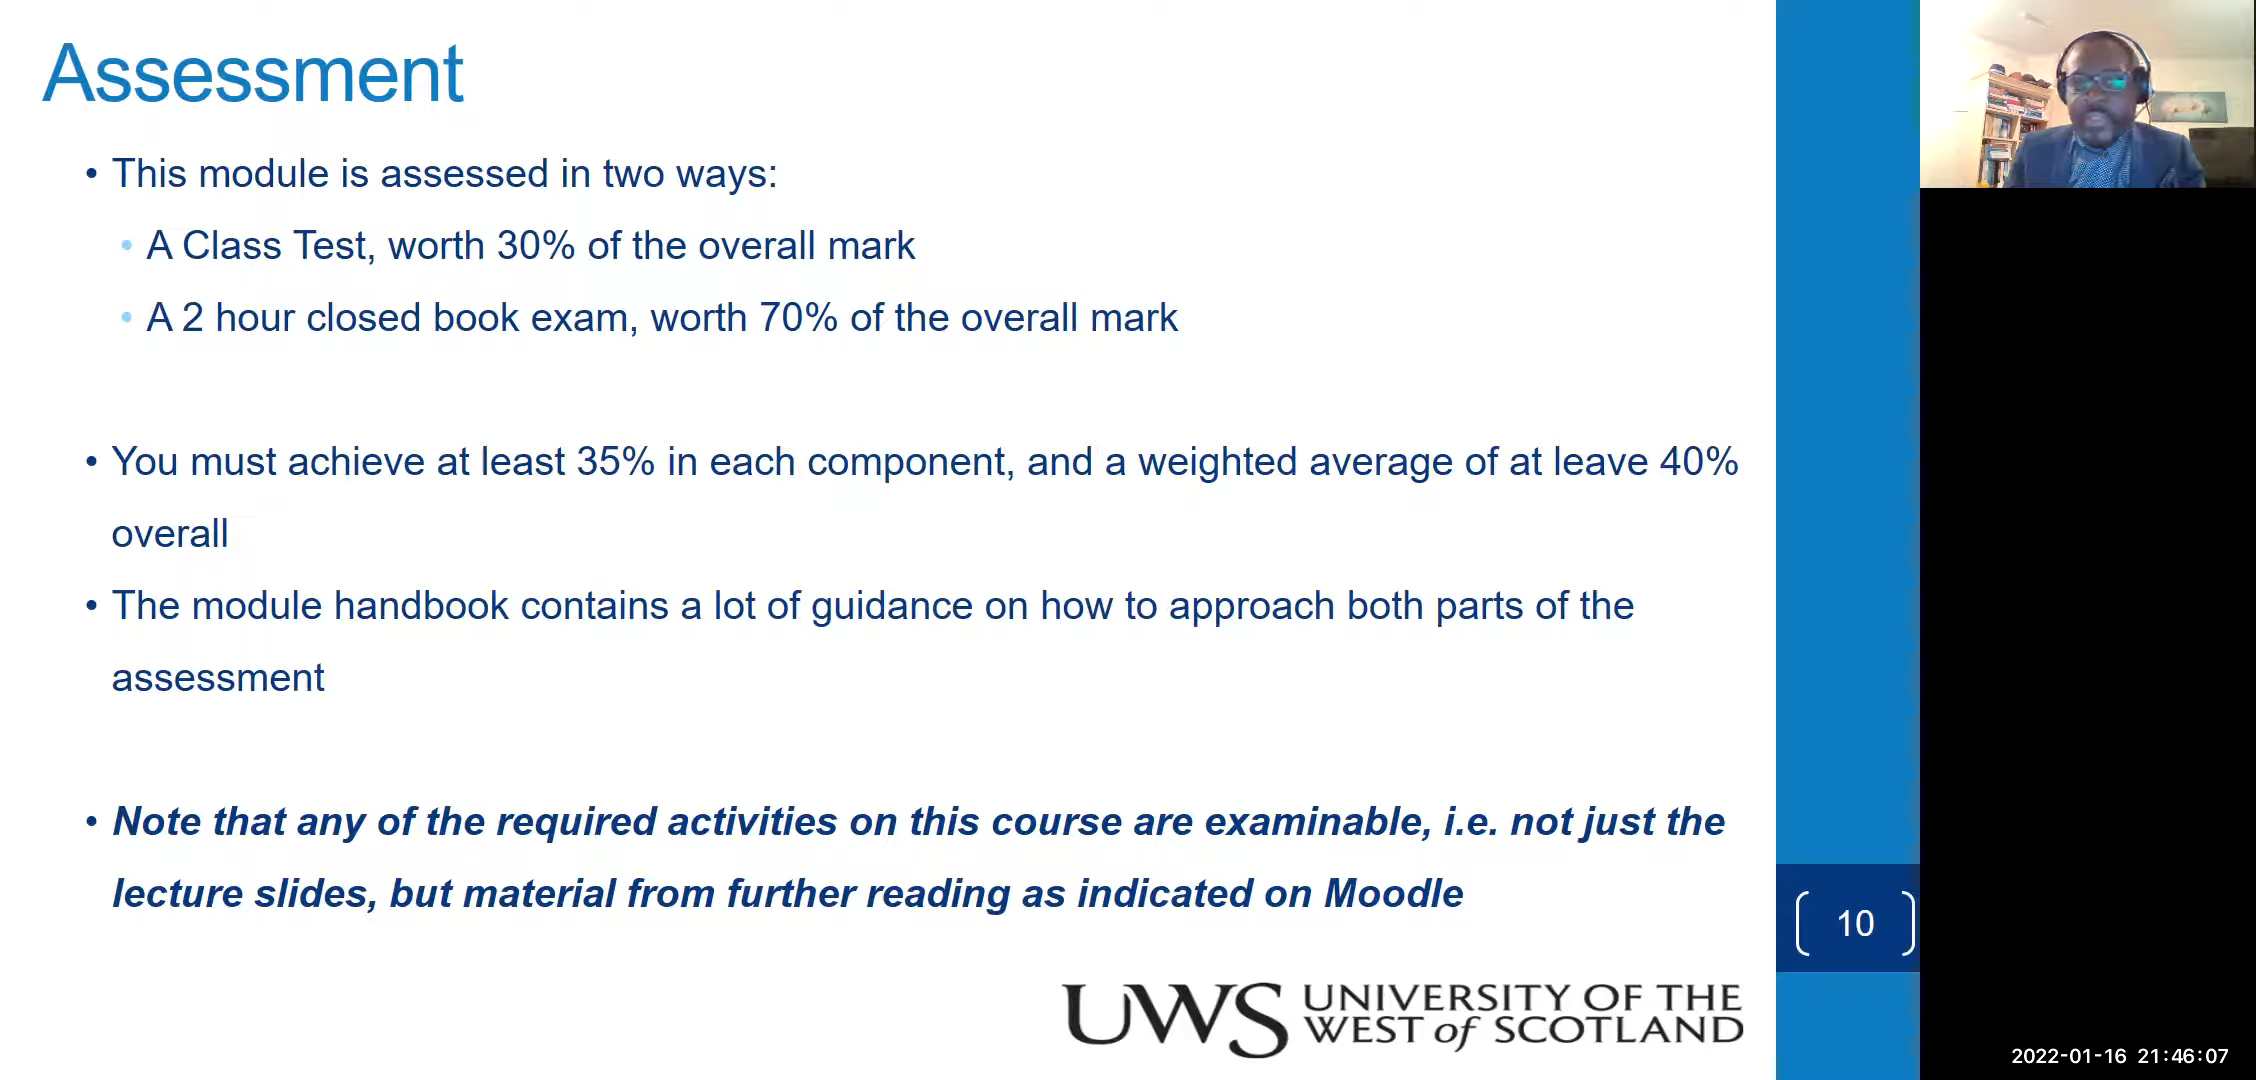 Assessment
• This module is assessed in two ways:
• A Class Test, worth 30% of the overall mark
• A 2 hour closed book exam, worth 70% of the overall mark
• You must achieve at least 35% in each component, and a weighted average of at leave 40%
overall
• The module handbook contains a lot of guidance on how to approach both parts of the
assessment
• Note that any of the required activities on this course are examinable, i.e. not just the
lecture slides, but material from further reading as indicated on Moodle
10
UWS UNIVERSITY OF THE
WEST of SCOTLAND
2022-01-16 21:46:07